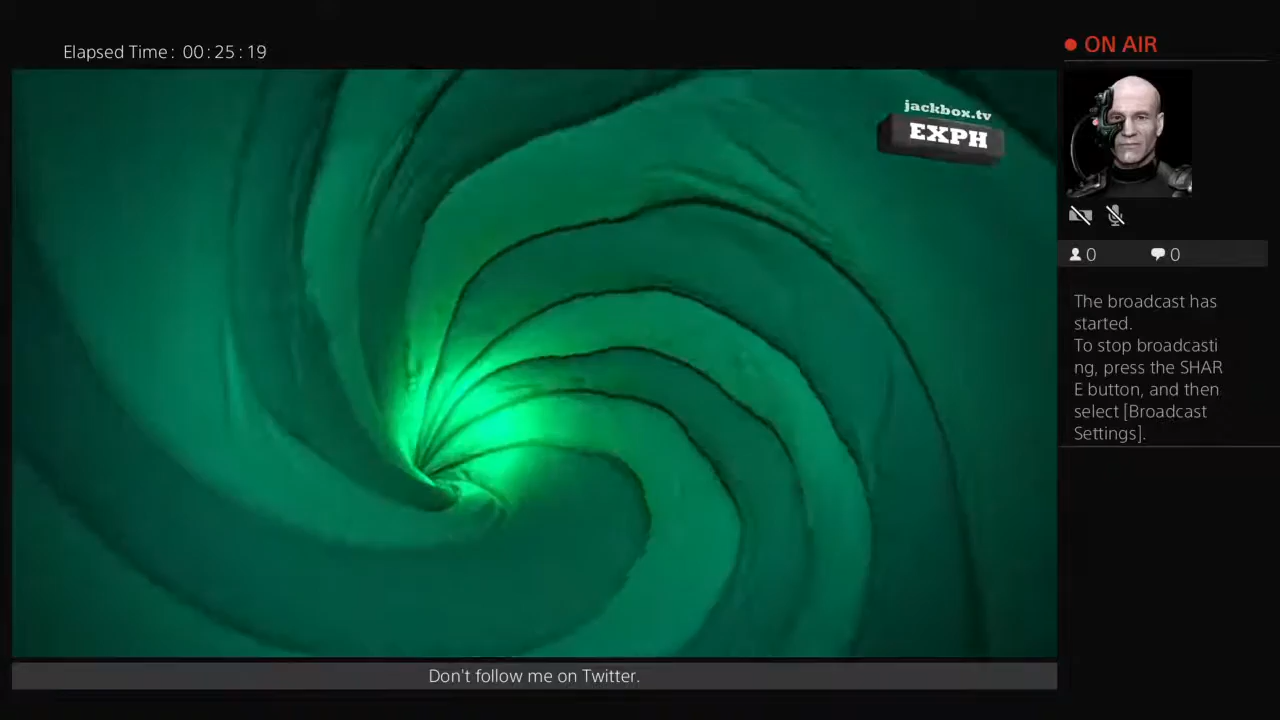 Elapsed Time: 00:25:19
ON AIR
jackbox.tv
EXPH
0 0
The broadcast has
started.
To stop broadcasti
ng, press the SHAR
E button, and then
select [Broadcast
Settings].
Don't follow me on Twitter.